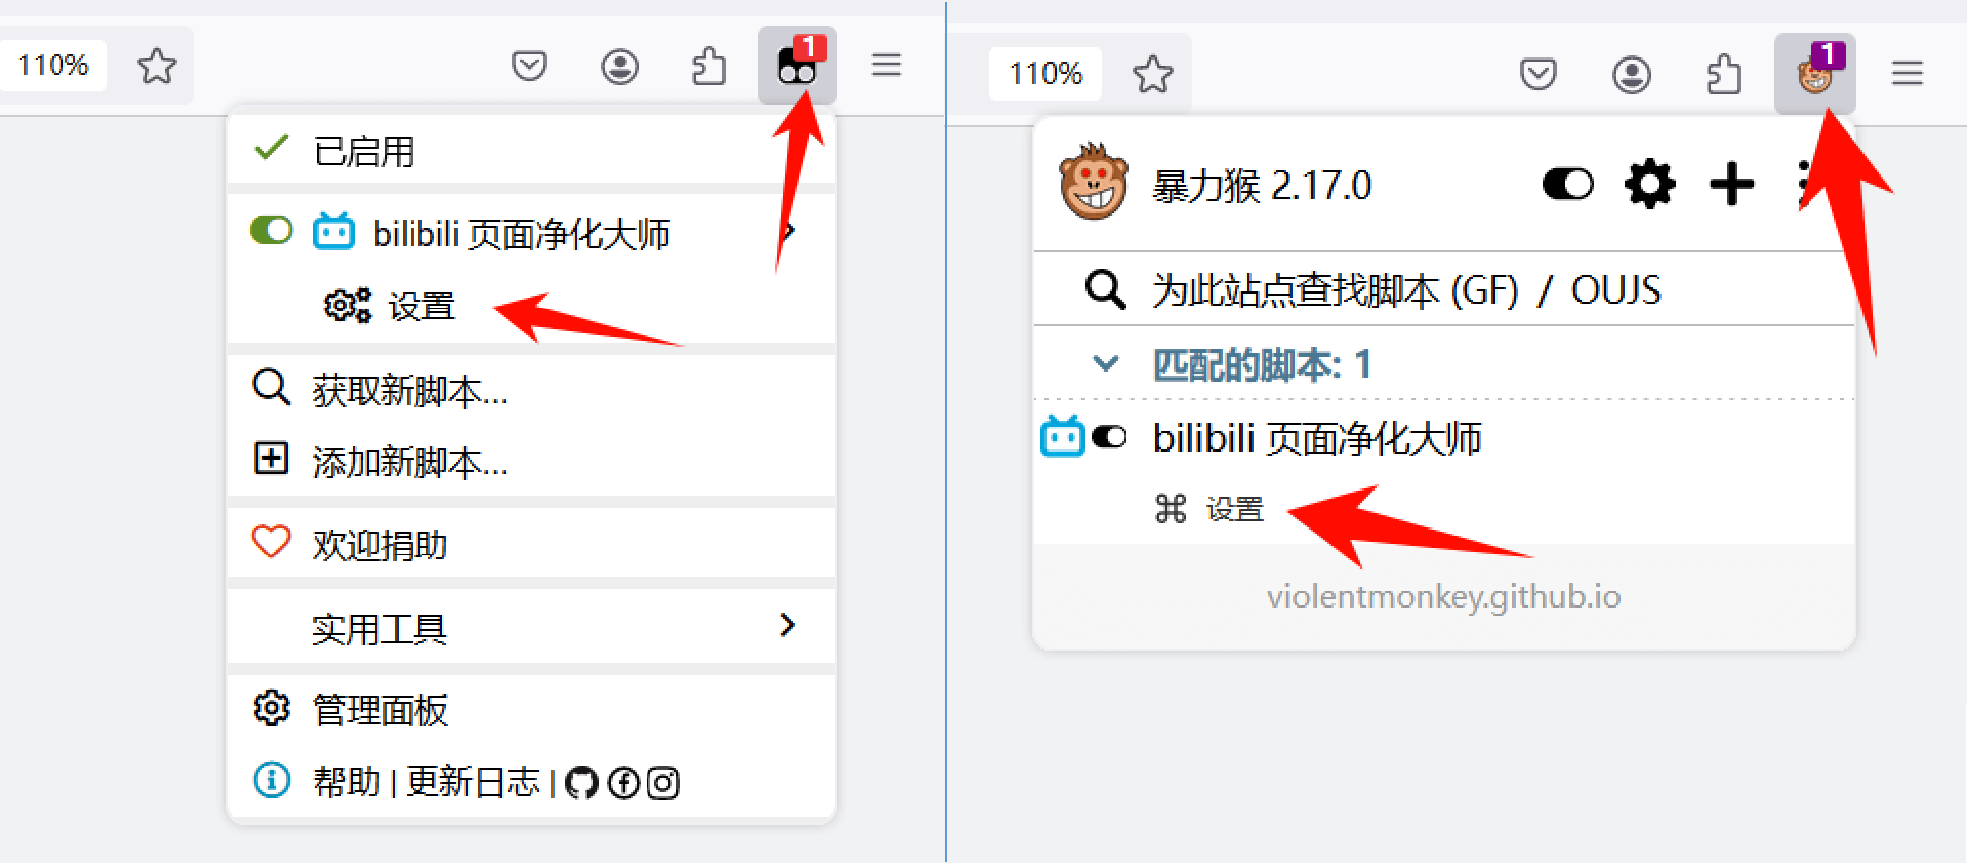 110%
1
已启用
bilibili 页面净化大师
设置
获取新脚本...
添加新脚本...
欢迎捐助
实用工具
管理面板
帮助 | 更新日志 |
110%
1
暴力猴 2.17.0
为此站点查找脚本 (GF) / OUJS
匹配的脚本: 1
bilibili 页面净化大师
设置
violentmonkey.github.io